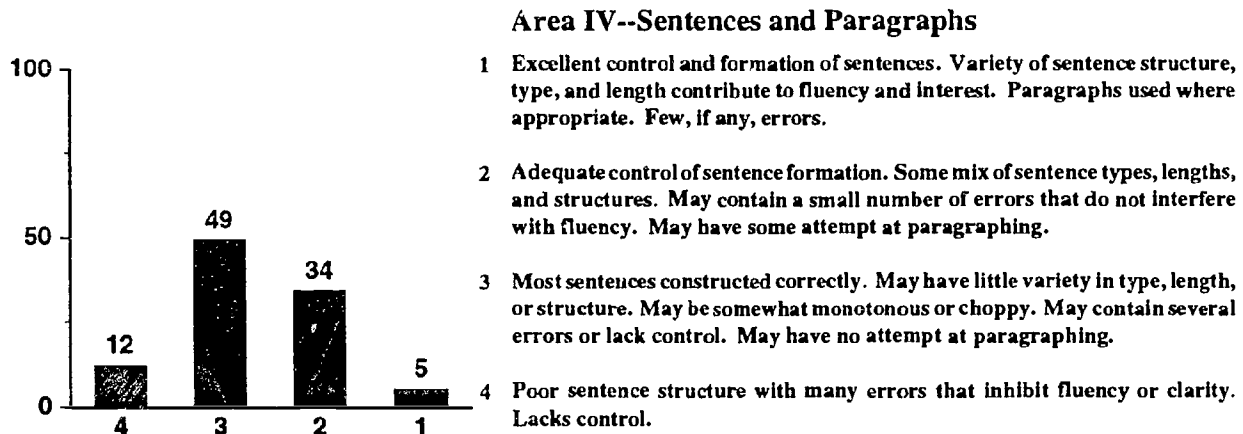 Area IV--Sentences and Paragraphs
1 Excellent control and formation of sentences. Variety of sentence structure,
type, and length contribute to fluency and interest. Paragraphs used where
appropriate. Few, if any, errors.
2 Adequate control of sentence formation. Some mix of sentence types, lengths,
and structures. May contain a small number of errors that do not interfere
with fluency. May have some attempt at paragraphing.
3 Most sentences constructed correctly. May have little variety in type, length,
or structure. May be somewhat monotonous or choppy. May contain several
errors or lack control. May have no attempt at paragraphing.
4 Poor sentence structure with many errors that inhibit fluency or clarity.
Lacks control.
100
50
0
12
49
34
5
4 3 2 1